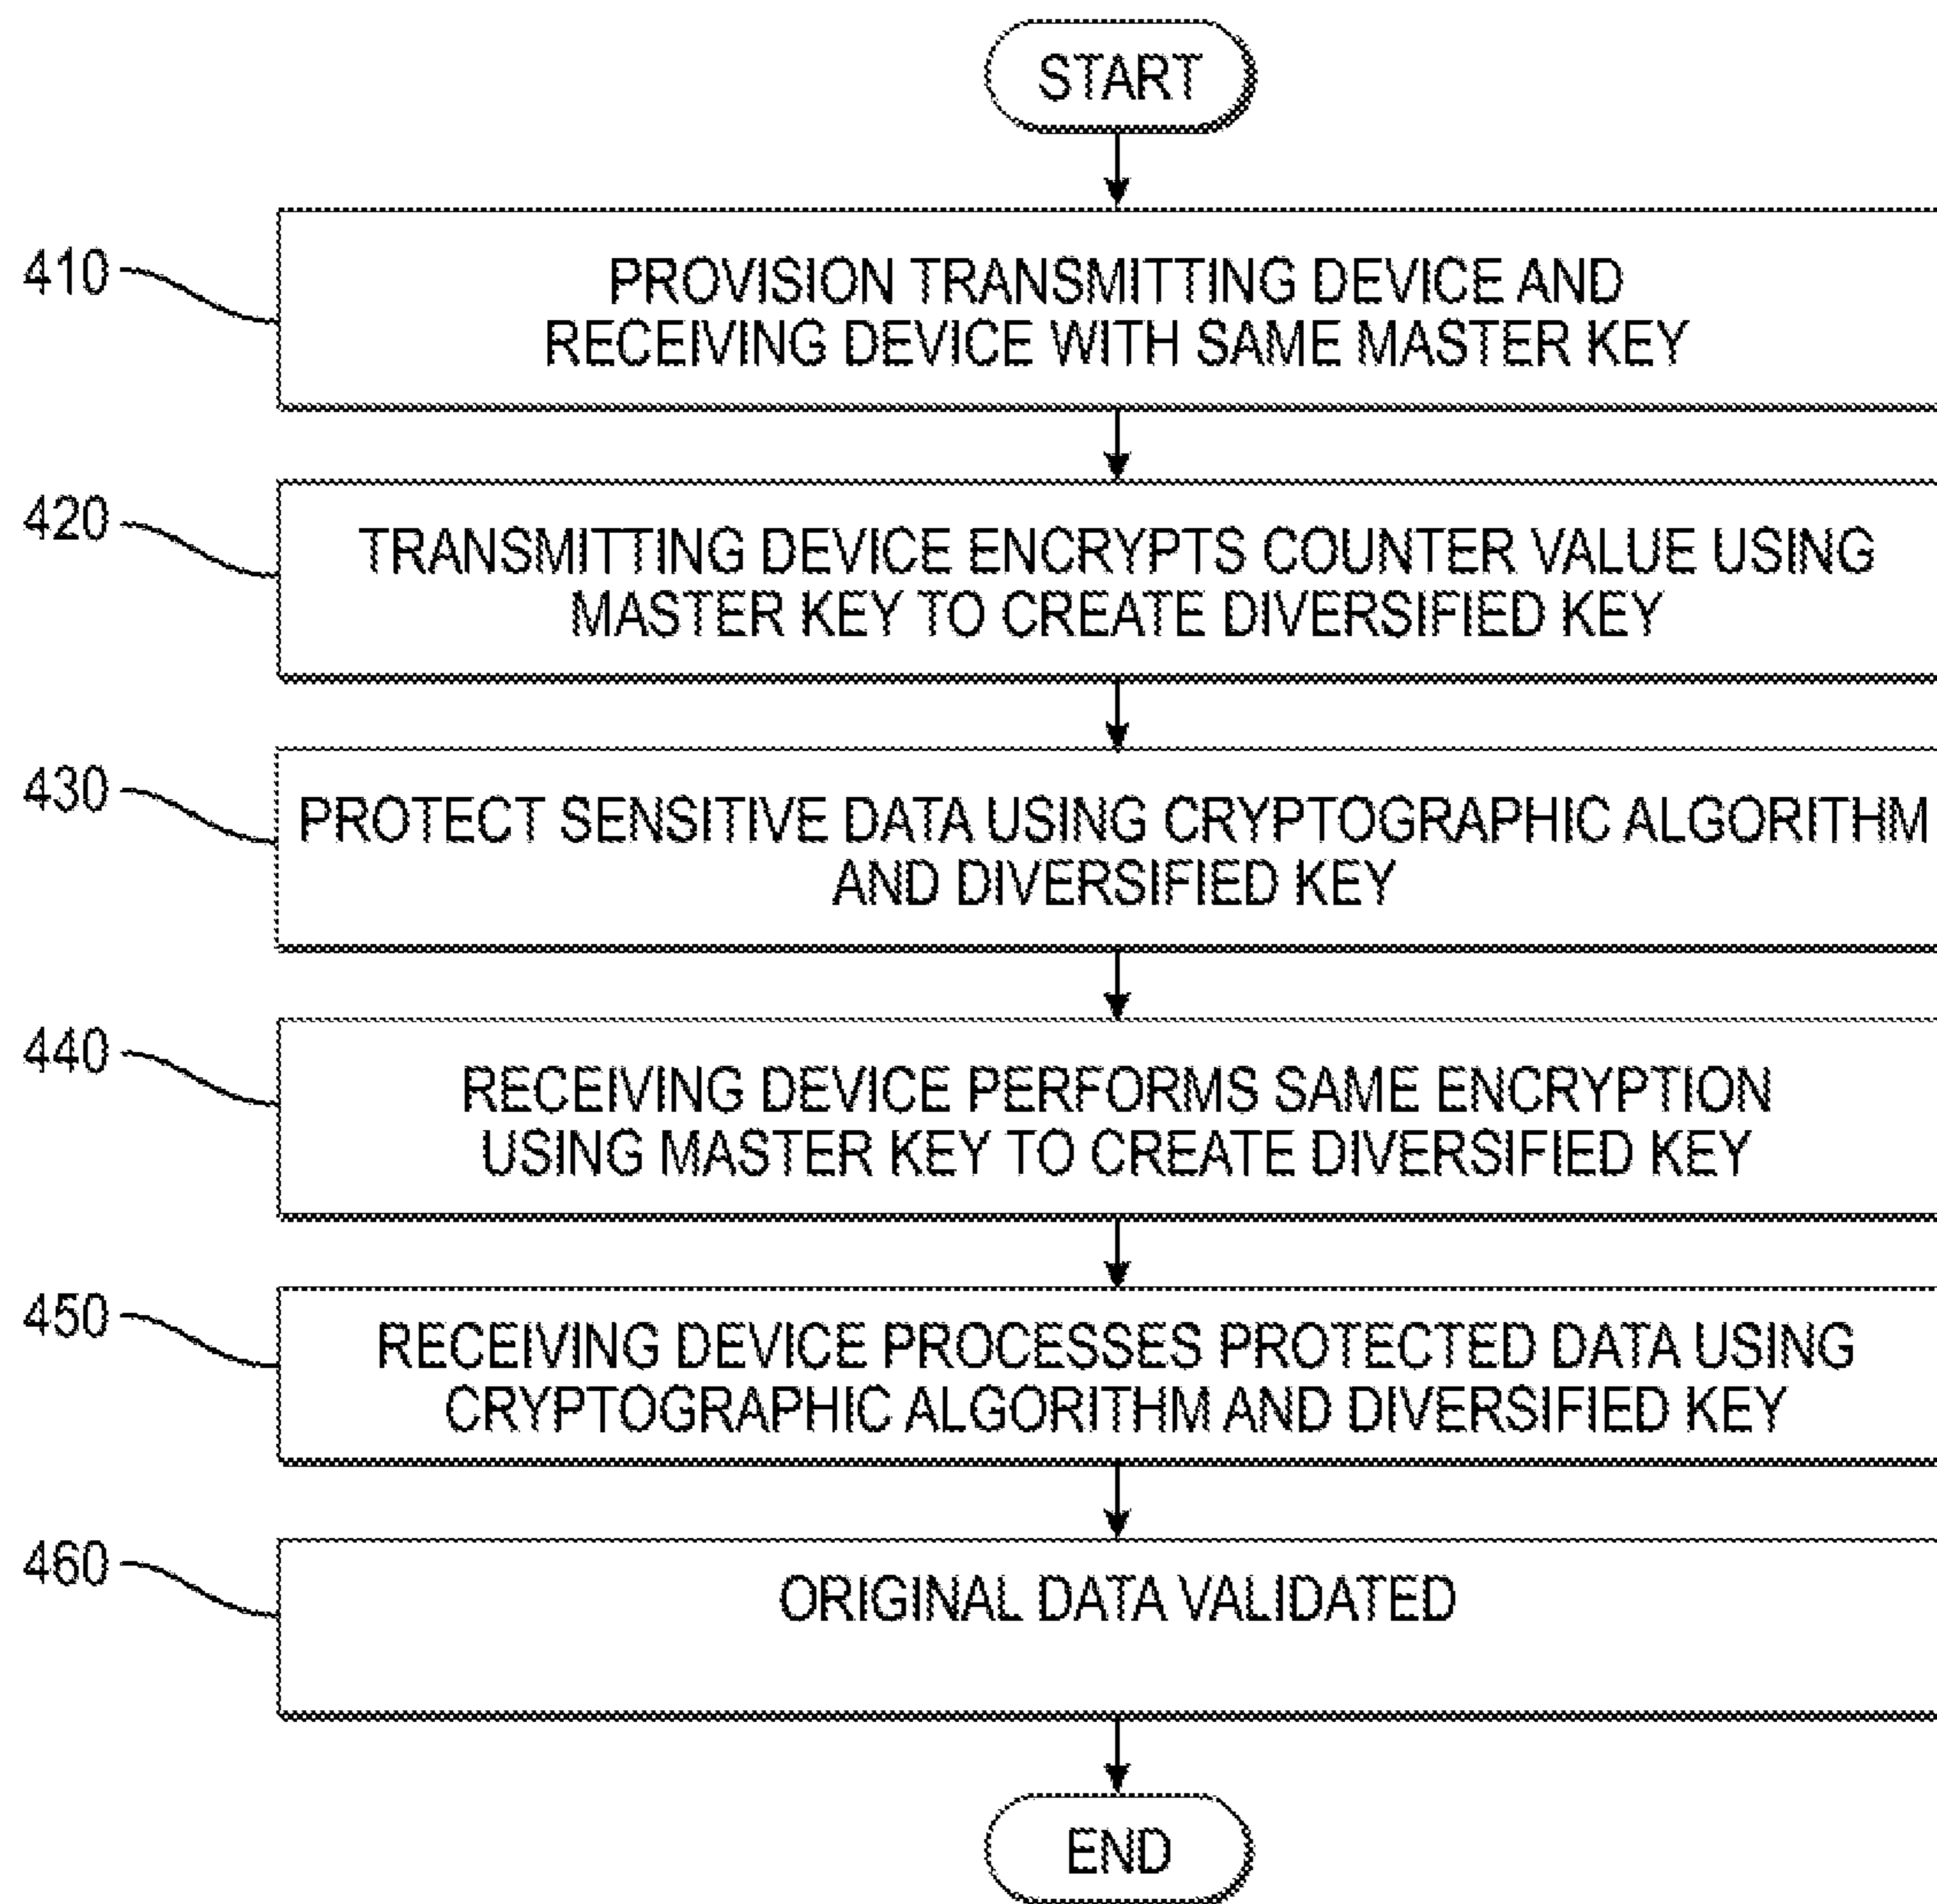 START
410
PROVISION TRANSMITTING DEVICE AND
RECEIVING DEVICE WITH SAME MASTER KEY
420
TRANSMITTING DEVICE ENCRYPTS COUNTER VALUE USING
MASTER KEY TO CREATE DIVERSIFIED KEY
430
PROTECT SENSITIVE DATA USING CRYPTOGRAPHIC ALGORITHM
AND DIVERSIFIED KEY
440
RECEIVING DEVICE PERFORMS SAME ENCRYPTION
USING MASTER KEY TO CREATE DIVERSIFIED KEY
450
RECEIVING DEVICE PROCESSES PROTECTED DATA USING
CRYPTOGRAPHIC ALGORITHM AND DIVERSIFIED KEY
460
ORIGINAL DATA VALIDATED
END